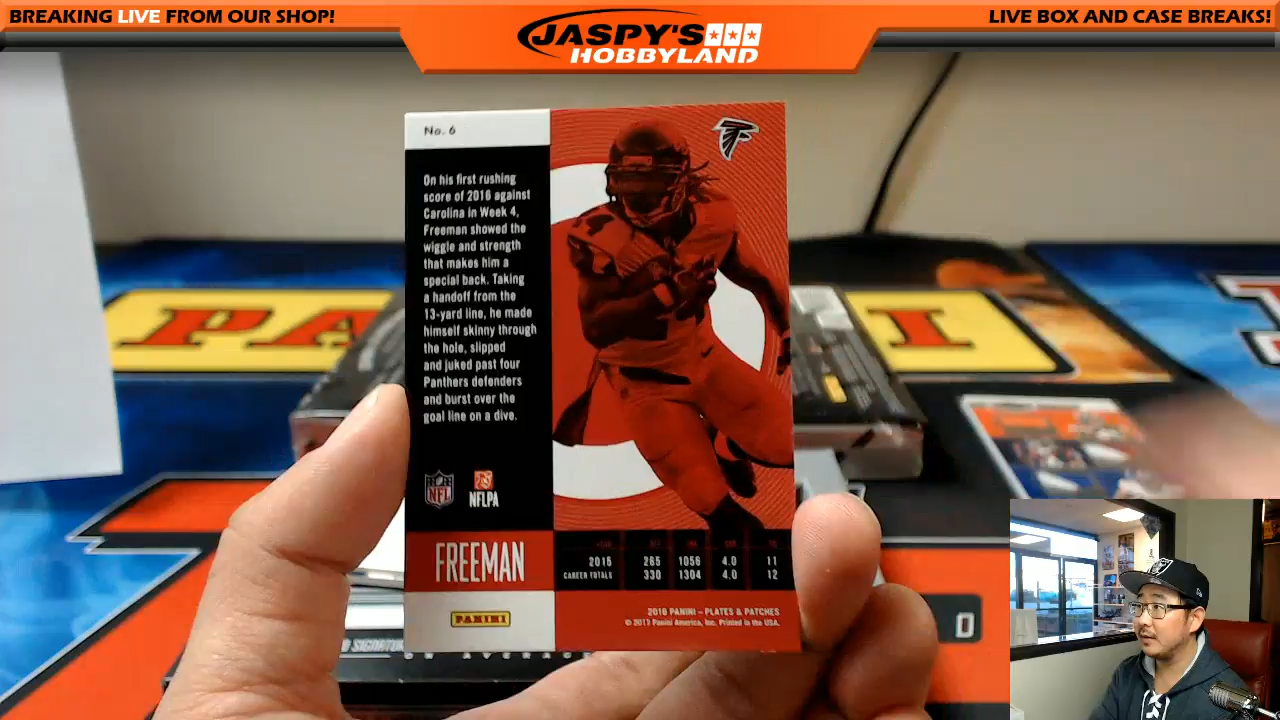 BREAKING LIVE FROM OUR SHOP!
JASPY'S
HOBBYLAND
LIVE BOX AND CASE BREAKS!
No. 6
On his first rushing
score of 2016 against
Carolina in Week 4,
Freeman showed the
wiggle and strength
that makes him a
special back. Taking
a handoff from the
13-yard line, he made
himself skinny through
the hole, slipped
and juked past four
Panthers defenders
and burst over the
goal line on a dive.
NFL
NFLPA
FREEMAN
PANINI
2015 265 1056 4.0 11
CAREER TOTALS 330 1304 4.0 12
2016 PANINI – PLATES & PATCHES
© 2017 Panini America, Inc. Printed in the USA.
PA
I
SIGNATUR
AVERAGE